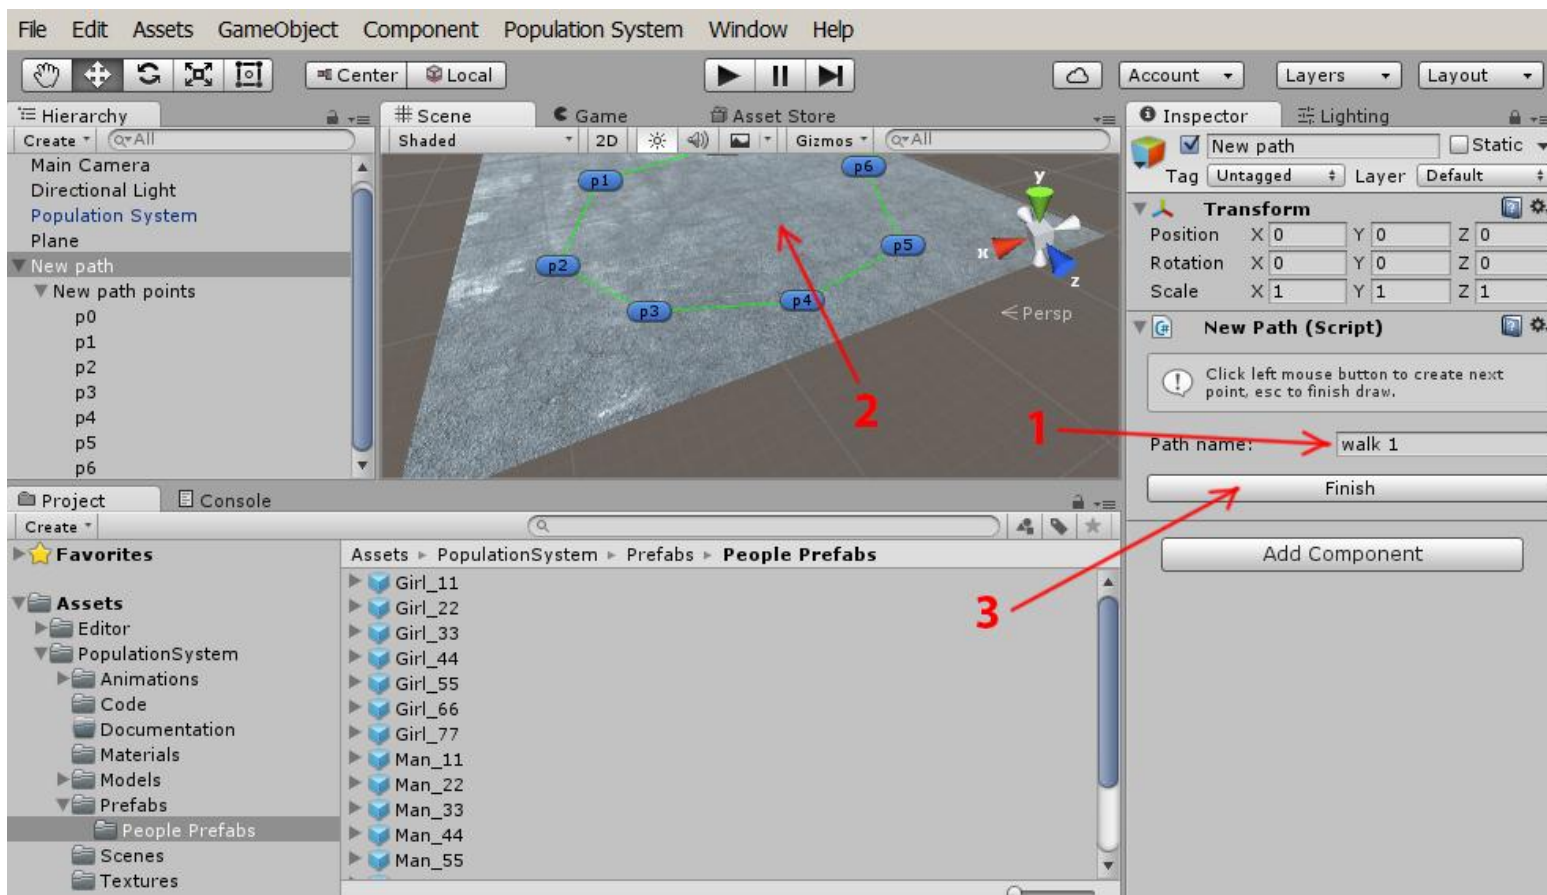 File Edit Assets GameObject Component Population System Window Help
Center Local Account Layers Layout
Hierarchy
Create All
Main Camera
Directional Light
Population System
Plane
New path
New path points
p0
p1
p2
p3
p4
p5
p6
Scene Game Asset Store
Shaded 2D Gizmos All
p1
p6
p2
p5
p3
p4
y
x
z
Persp
2
1
3
Inspector Lighting
New path Static
Tag Untagged Layer Default
Transform
Position X 0 Y 0 Z 0
Rotation X 0 Y 0 Z 0
Scale X 1 Y 1 Z 1
C# New Path (Script)
Click left mouse button to create next
point, esc to finish draw.
Path name: walk 1
Finish
Add Component
Project Console
Create
Favorites
Assets
Editor
PopulationSystem
Animations
Code
Documentation
Materials
Models
Prefabs
People Prefabs
Scenes
Textures
Assets PopulationSystem Prefabs People Prefabs
Girl_11
Girl_22
Girl_33
Girl_44
Girl_55
Girl_66
Girl_77
Man_11
Man_22
Man_33
Man_44
Man_55